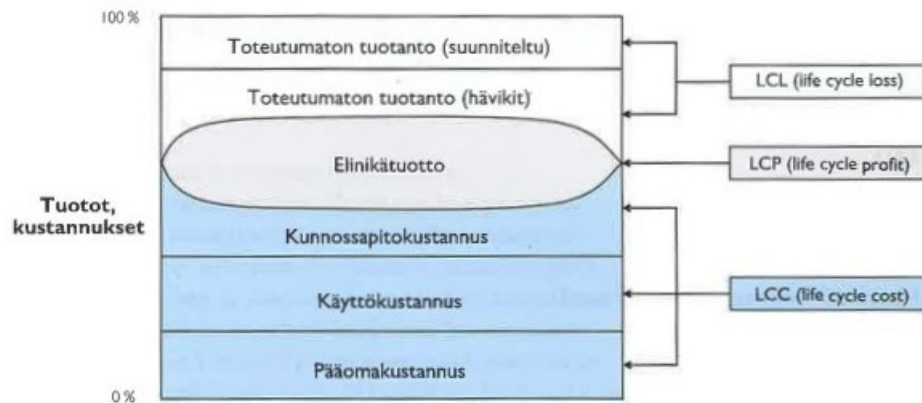 100 %
Toteutumaton tuotanto (suunniteltu)
LCL (life cycle loss)
Toteutumaton tuotanto (hävikit)
Elinikätuotto
LCP (life cycle profit)
Tuotot,
kustannukset
Kunnossapitokustannus
Käyttökustannus
LCC (life cycle cost)
Pääomakustannus
0 %